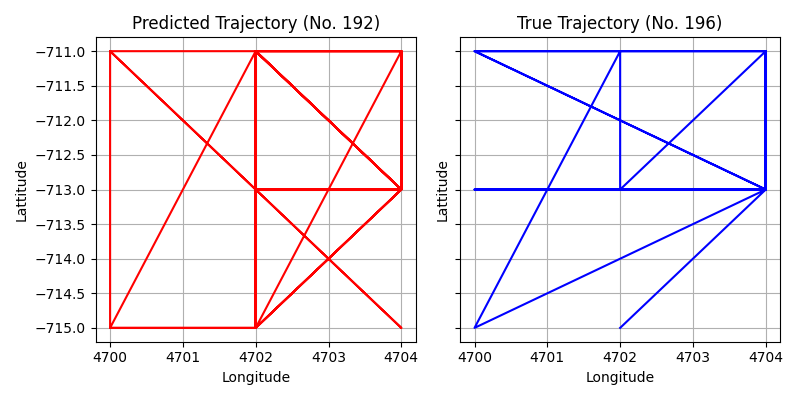 Predicted Trajectory (No. 192)
True Trajectory (No. 196)
−711.0
−711.5
−712.0
−712.5
−713.0
−713.5
−714.0
−714.5
−715.0
Lattitude
Lattitude
4700 4701 4702 4703 4704
4700 4701 4702 4703 4704
Longitude
Longitude